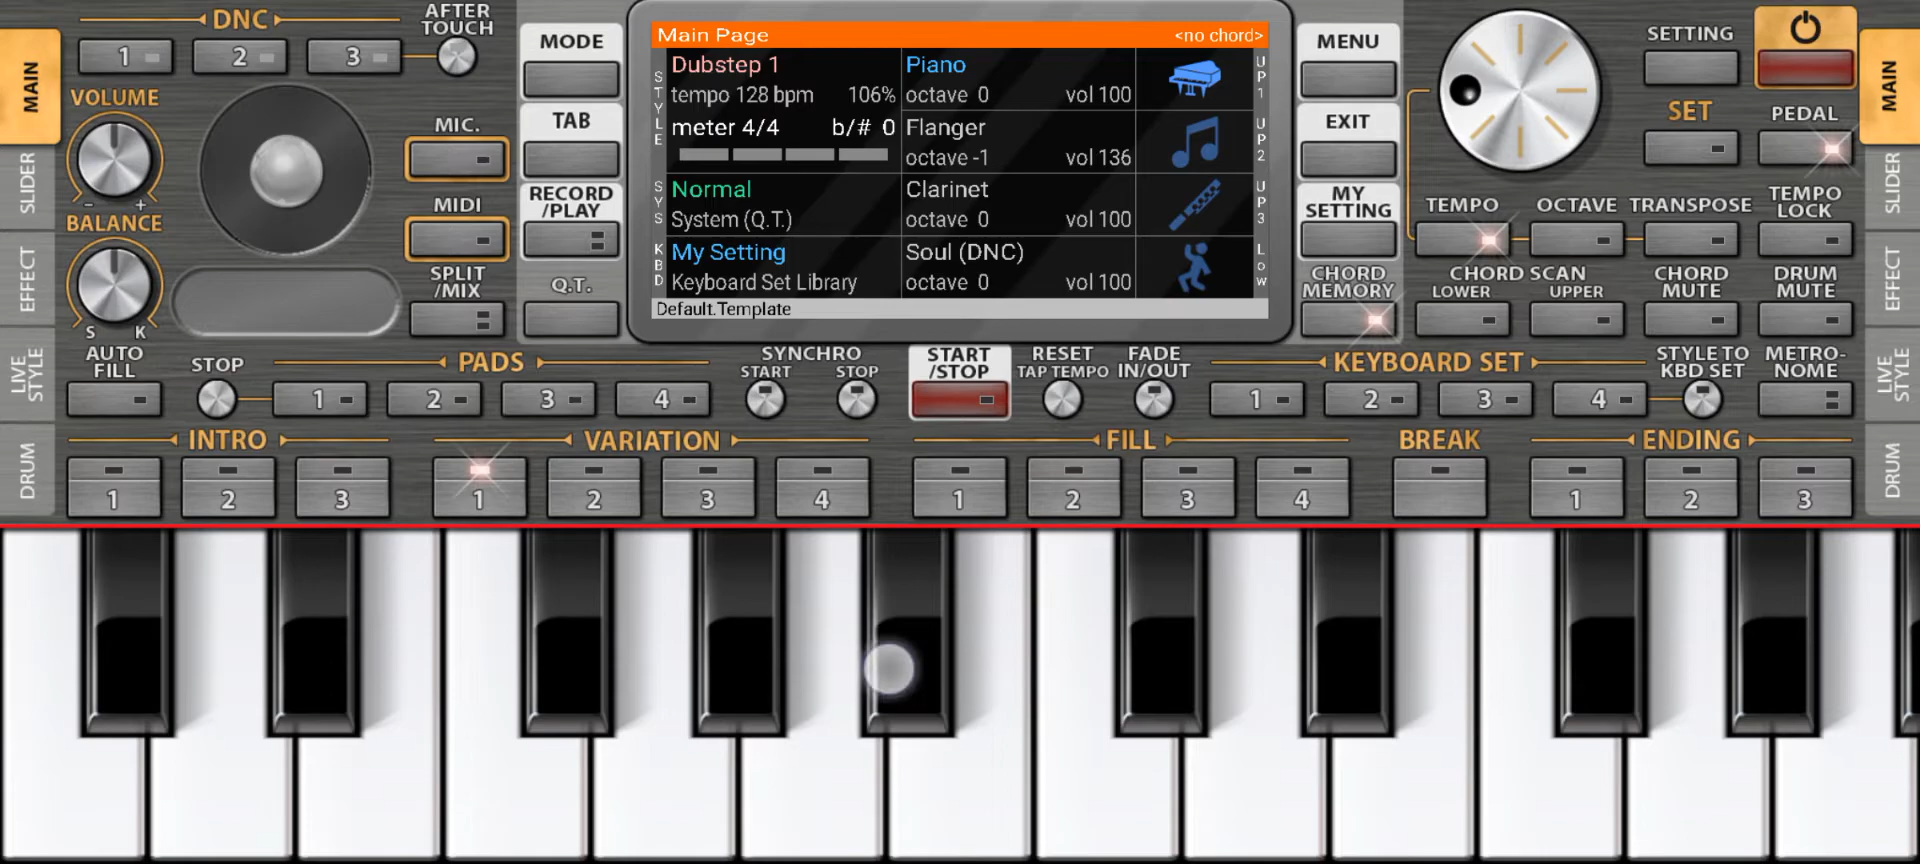 DNC
AFTER
TOUCH
1
2
3
MAIN
SLIDER
EFFECT
LIVE
STYLE
DRUM
VOLUME
- +
BALANCE
S K
MIC.
MIDI
SPLIT
/MIX
MODE
TAB
RECORD
/PLAY
Q.T.
Main Page <no chord>
STYLE
Dubstep 1
tempo 128 bpm 106%
meter 4/4 b/# 0
SYS
Normal
System (Q.T.)
KBD
My Setting
Keyboard Set Library
Piano
octave 0 vol 100
UP1
Flanger
octave -1 vol 136
UP2
Clarinet
octave 0 vol 100
UP3
Soul (DNC)
octave 0 vol 100
Low
Default.Template
MENU
EXIT
MY
SETTING
CHORD
MEMORY
SETTING
SET
PEDAL
TEMPO
OCTAVE
TRANSPOSE
TEMPO
LOCK
CHORD SCAN
LOWER UPPER
CHORD
MUTE
DRUM
MUTE
MAIN
SLIDER
EFFECT
LIVE
STYLE
DRUM
AUTO
FILL
STOP
PADS
1
2
3
4
SYNCHRO
START STOP
START
/STOP
RESET
TAP TEMPO
FADE
IN/OUT
KEYBOARD SET
1
2
3
4
STYLE TO
KBD SET
METRO-
NOME
INTRO
1
2
3
VARIATION
1
2
3
4
FILL
1
2
3
4
BREAK
ENDING
1
2
3